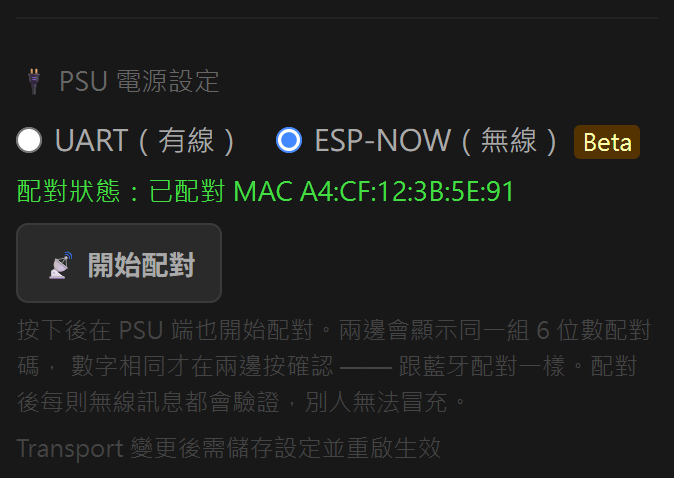 PSU 電源設定
UART（有線） ESP-NOW（無線） Beta
配對狀態：已配對 MAC A4:CF:12:3B:5E:91
開始配對
按下後在 PSU 端也開始配對。兩邊會顯示同一組 6 位數配對
碼， 數字相同才在兩邊按確認 —— 跟藍牙配對一樣。配對
後每則無線訊息都會驗證，別人無法冒充。
Transport 變更後需儲存設定並重啟生效